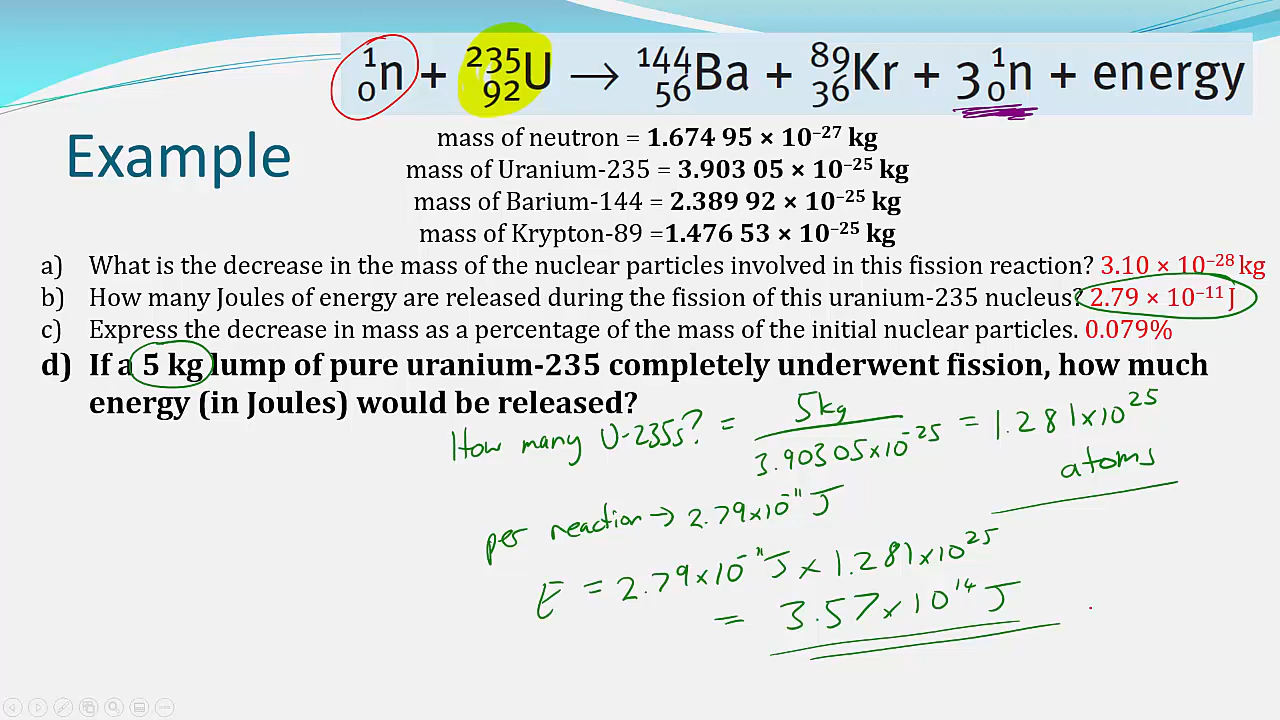 ¹₀n + ²³⁵₉₂U → ¹⁴⁴₅₆Ba + ⁸⁹₃₆Kr + 3¹₀n + energy
Example
mass of neutron = 1.674 95 × 10⁻²⁷ kg
mass of Uranium-235 = 3.903 05 × 10⁻²⁵ kg
mass of Barium-144 = 2.389 92 × 10⁻²⁵ kg
mass of Krypton-89 =1.476 53 × 10⁻²⁵ kg
a) What is the decrease in the mass of the nuclear particles involved in this fission reaction? 3.10 × 10⁻²⁸ kg
b) How many Joules of energy are released during the fission of this uranium-235 nucleus? 2.79 × 10⁻¹¹ J
c) Express the decrease in mass as a percentage of the mass of the initial nuclear particles. 0.079%
d) If a 5 kg lump of pure uranium-235 completely underwent fission, how much
energy (in Joules) would be released?
How many U-235s? = 5kg / 3.90305×10⁻²⁵ = 1.281×10²⁵
atoms
per reaction → 2.79×10⁻¹¹ J
E = 2.79×10⁻¹¹ J × 1.281×10²⁵
= 3.57×10¹⁴ J